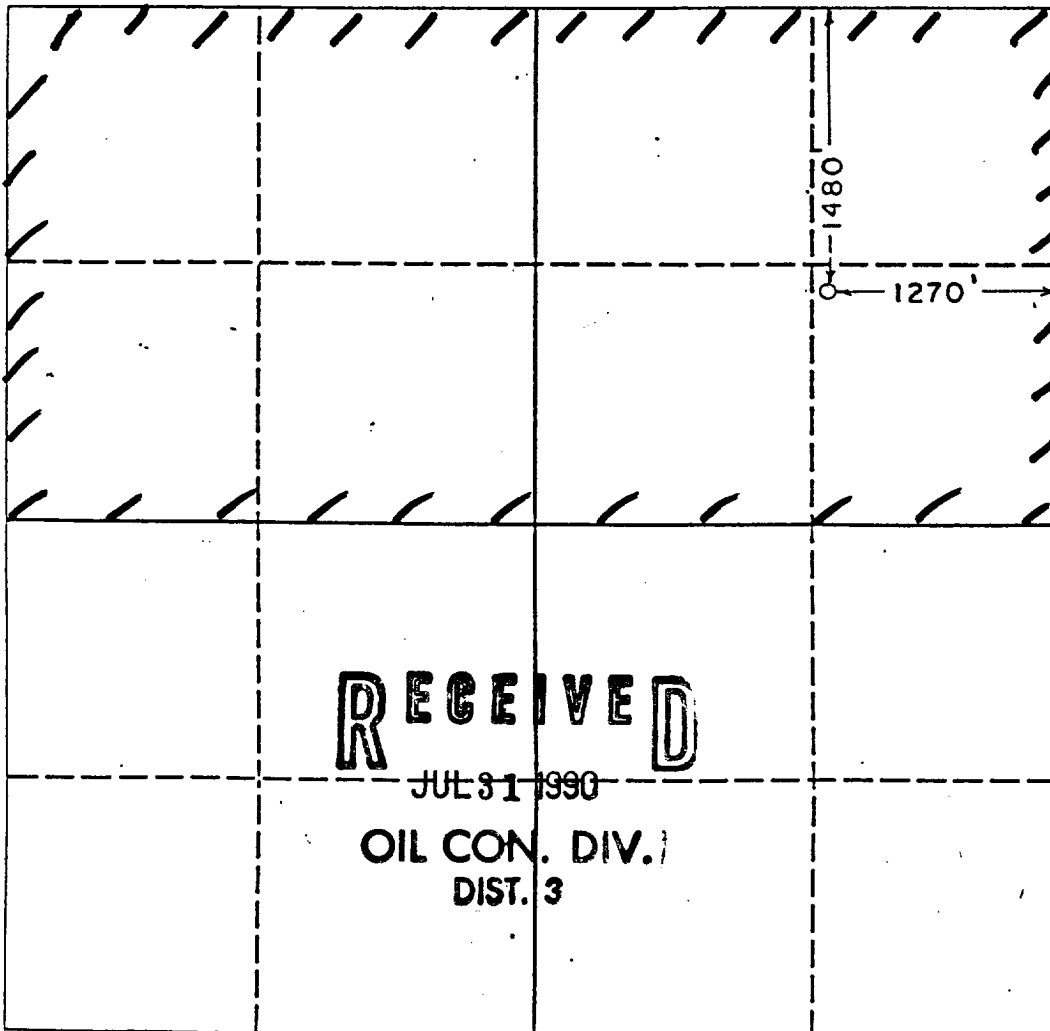 1480'
1270'
RECEIVED
JUL 31 1990
OIL CON. DIV.
DIST. 3